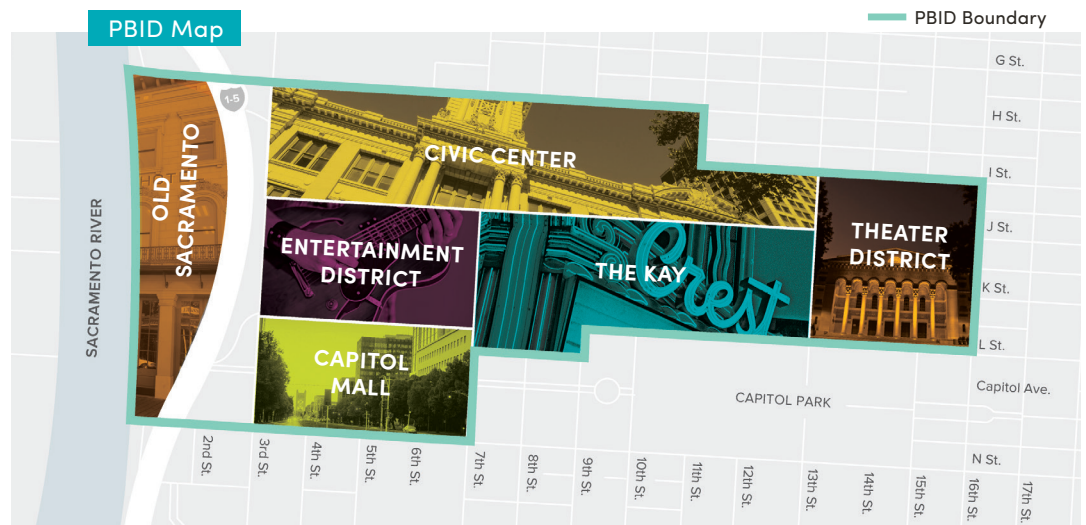 PBID Map
PBID Boundary
G St.
H St.
I St.
J St.
K St.
L St.
Capitol Ave.
N St.
1-5
SACRAMENTO RIVER
OLD
SACRAMENTO
CIVIC CENTER
ENTERTAINMENT
DISTRICT
THE KAY
Crest
THEATER
DISTRICT
CAPITOL
MALL
CAPITOL PARK
2nd St.
3rd St.
4th St.
5th St.
6th St.
7th St.
8th St.
9th St.
10th St.
11th St.
12th St.
13th St.
14th St.
15th St.
16th St.
17th St.